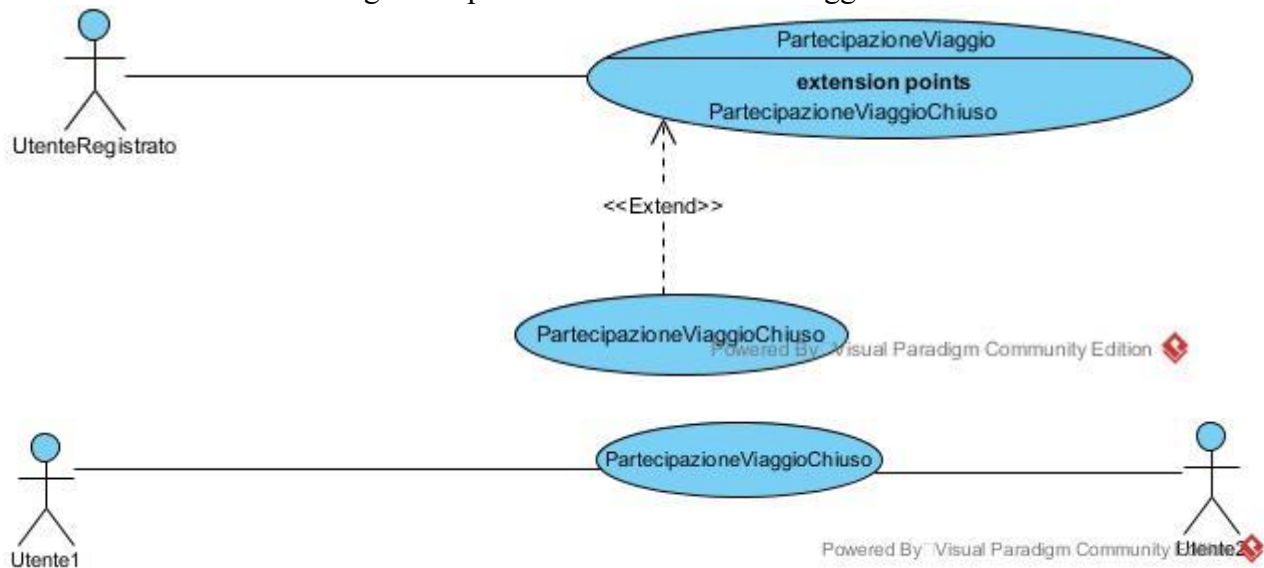 PartecipazioneViaggio
extension points
PartecipazioneViaggioChiuso
UtenteRegistrato
<<Extend>>
PartecipazioneViaggioChiuso
Powered By Visual Paradigm Community Edition
PartecipazioneViaggioChiuso
Utente1
Powered By Visual Paradigm Community
Utente2